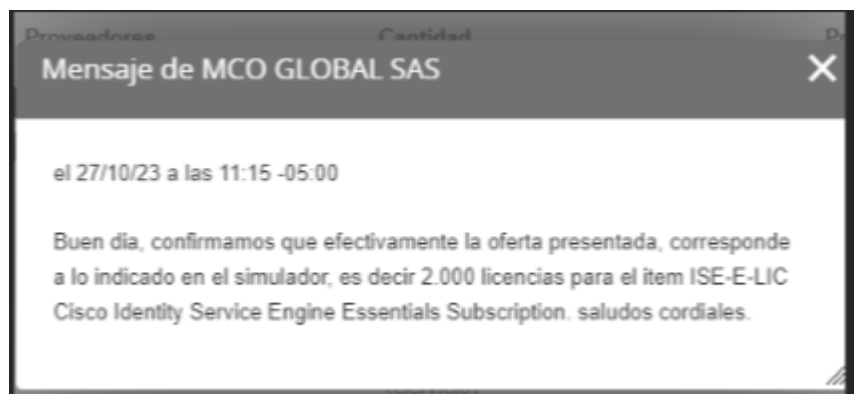 Proveedores Cantidad
Mensaje de MCO GLOBAL SAS
el 27/10/23 a las 11:15 -05:00
Buen dia, confirmamos que efectivamente la oferta presentada, corresponde
a lo indicado en el simulador, es decir 2.000 licencias para el item ISE-E-LIC
Cisco Identity Service Engine Essentials Subscription. saludos cordiales.